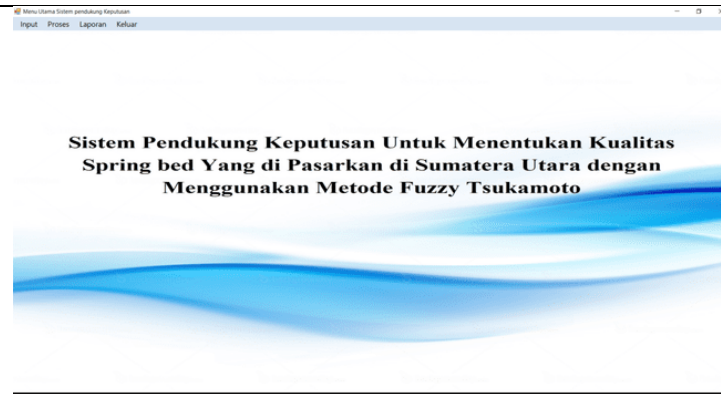 Menu Utama Sistem pendukung Keputusan
Input Proses Laporan Keluar
Sistem Pendukung Keputusan Untuk Menentukan Kualitas
Spring bed Yang di Pasarkan di Sumatera Utara dengan
Menggunakan Metode Fuzzy Tsukamoto